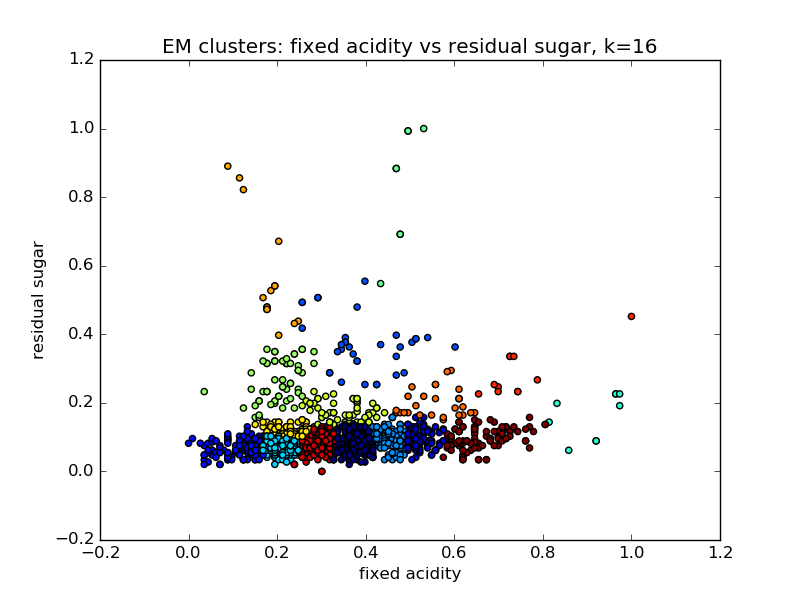 EM clusters: fixed acidity vs residual sugar, k=16
1.2
1.0
0.8
0.6
0.4
0.2
0.0
−0.2
residual sugar
−0.2 0.0 0.2 0.4 0.6 0.8 1.0 1.2
fixed acidity